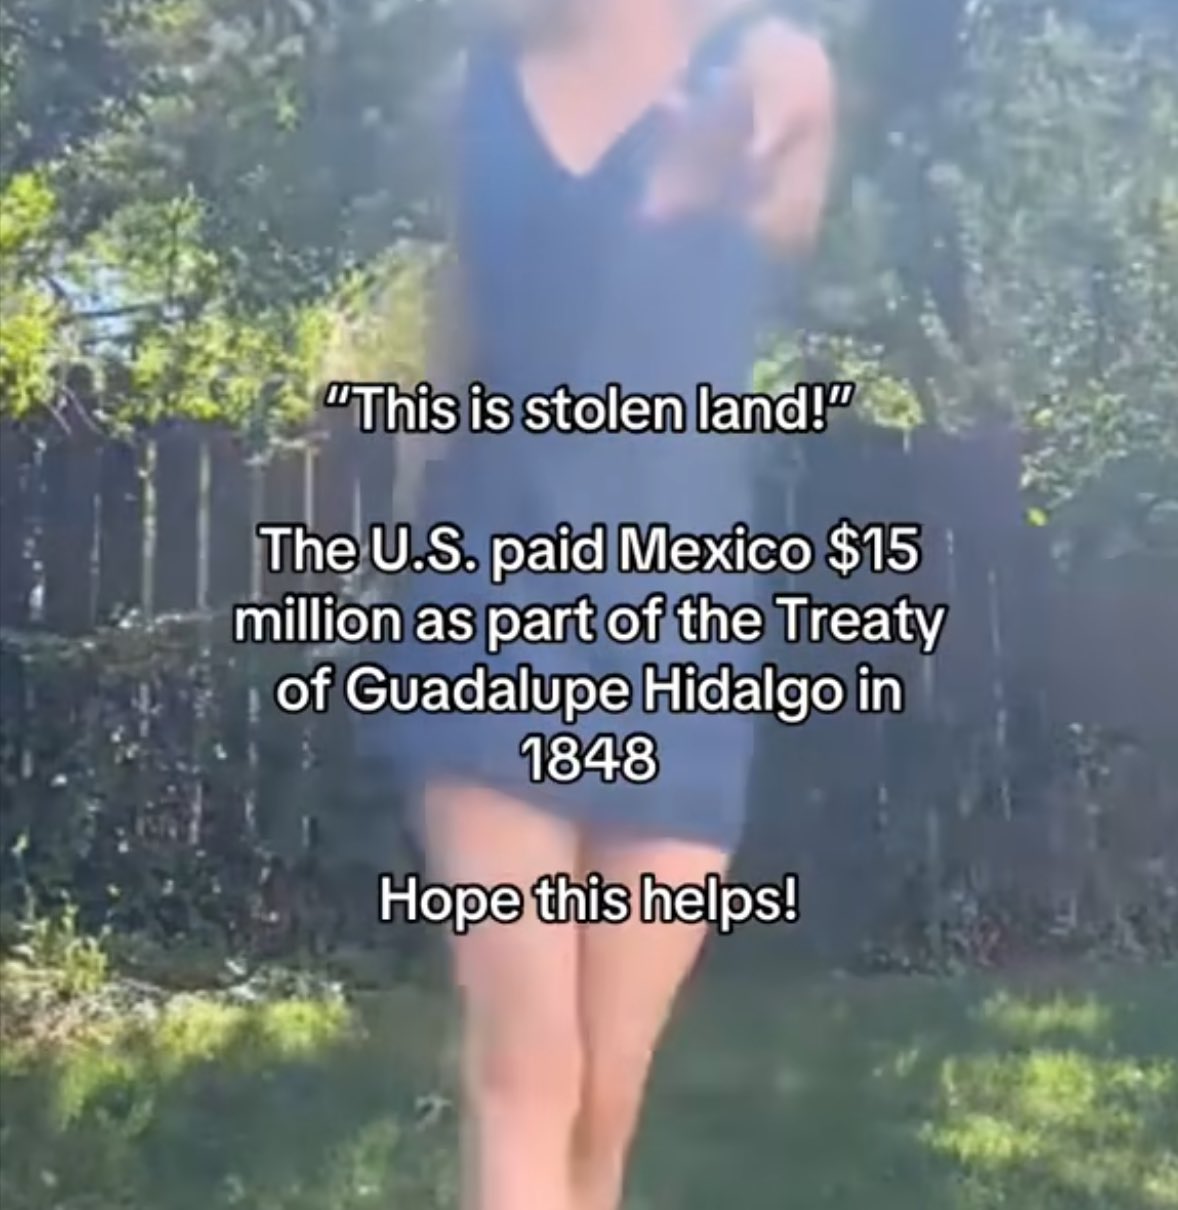 "This is stolen land!"
The U.S. paid Mexico $15
million as part of the Treaty
of Guadalupe Hidalgo in
1848
Hope this helps!